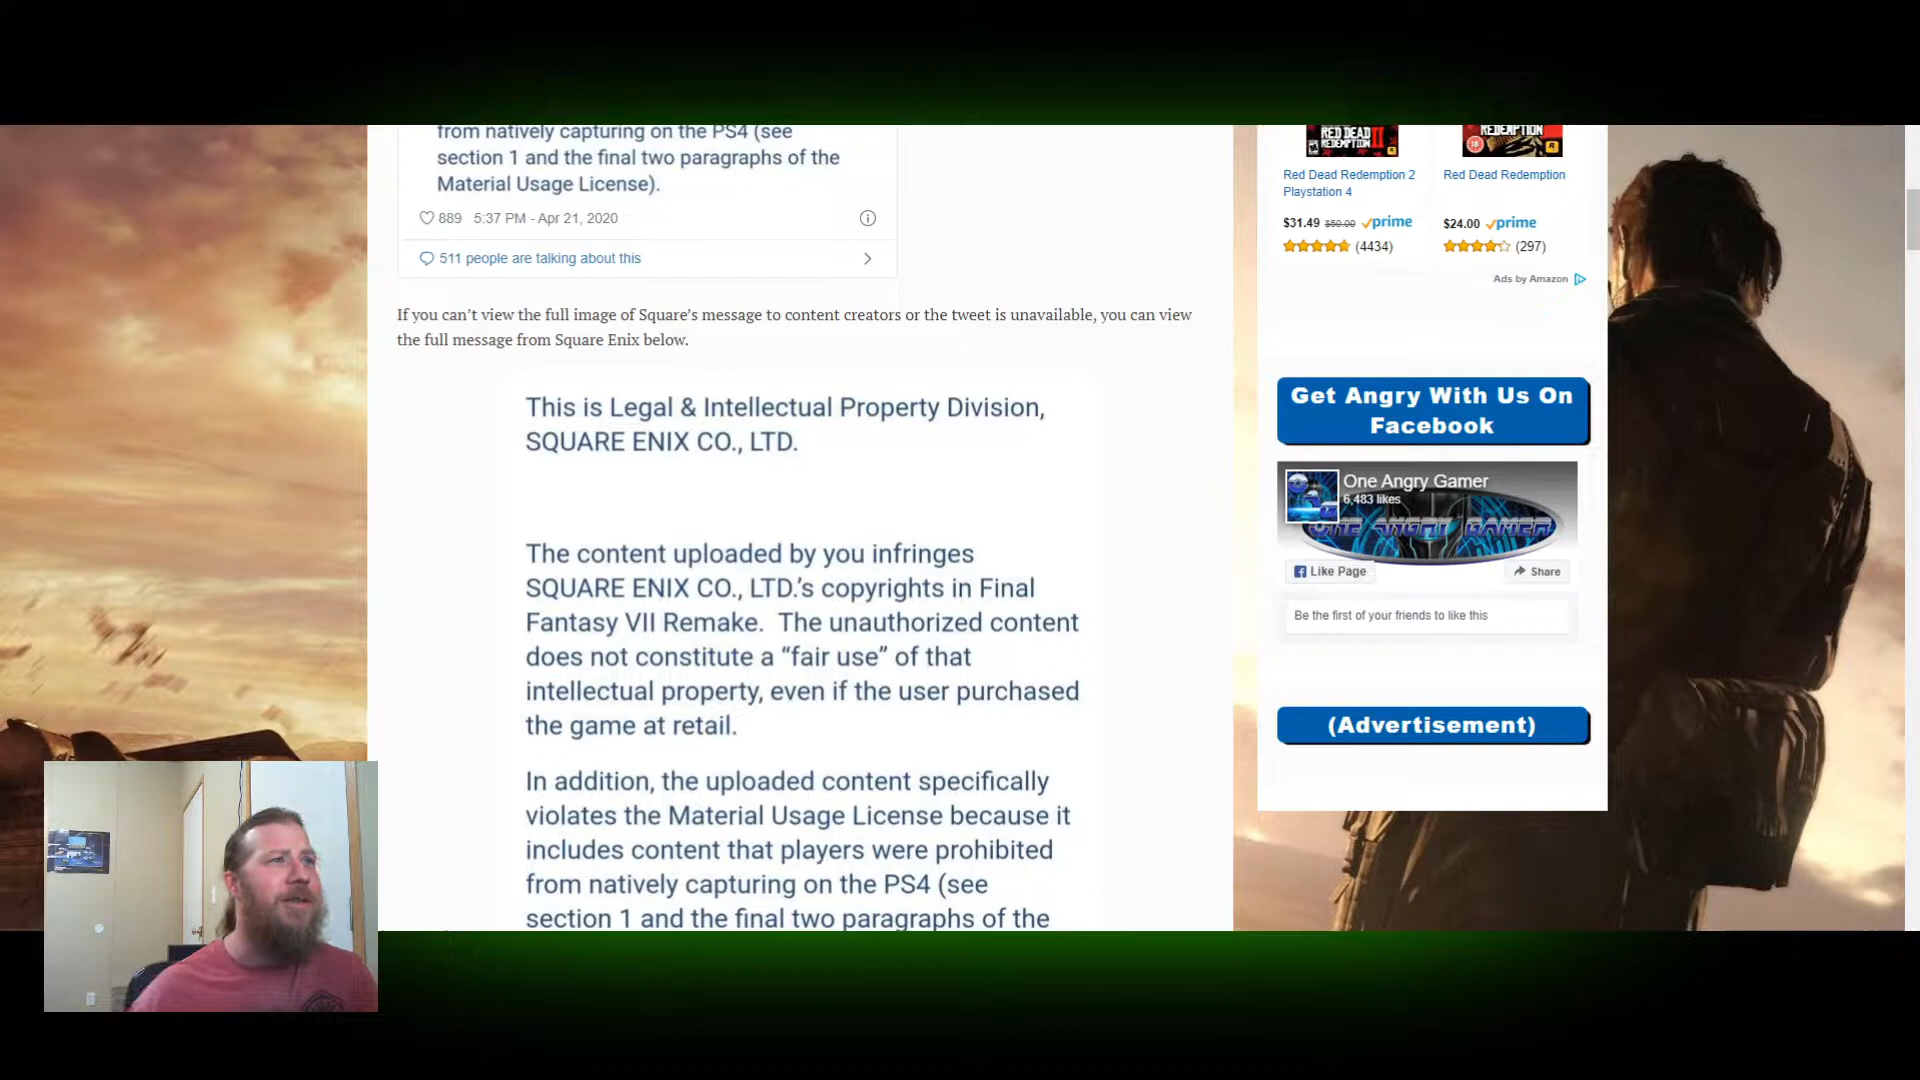 from natively capturing on the PS4 (see
section 1 and the final two paragraphs of the
Material Usage License).
889 5:37 PM - Apr 21, 2020
511 people are talking about this
If you can’t view the full image of Square’s message to content creators or the tweet is unavailable, you can view
the full message from Square Enix below.
This is Legal & Intellectual Property Division,
SQUARE ENIX CO., LTD.
The content uploaded by you infringes
SQUARE ENIX CO., LTD.’s copyrights in Final
Fantasy VII Remake. The unauthorized content
does not constitute a “fair use” of that
intellectual property, even if the user purchased
the game at retail.
In addition, the uploaded content specifically
violates the Material Usage License because it
includes content that players were prohibited
from natively capturing on the PS4 (see
section 1 and the final two paragraphs of the
RED DEAD
REDEMPTION II
REDEMPTION
18
Red Dead Redemption 2
Playstation 4
$31.49 $50.00 prime
(4434)
Red Dead Redemption
$24.00 prime
(297)
Ads by Amazon
Get Angry With Us On
Facebook
One Angry Gamer
6,483 likes
ONE ANGRY GAMER
Like Page
Share
Be the first of your friends to like this
(Advertisement)